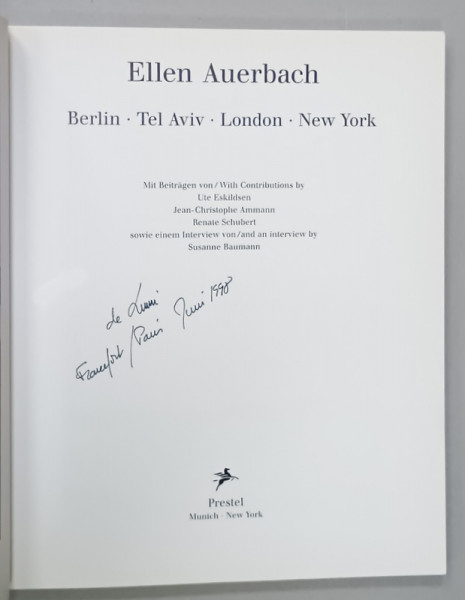 Ellen Auerbach
Berlin · Tel Aviv · London · New York
Mit Beiträgen von/With Contributions by
Ute Eskildsen
Jean-Christophe Ammann
Renate Schubert
sowie einem Interview von/and an interview by
Susanne Baumann
de
Francfort/Paris Juni 1998
Prestel
Munich · New York